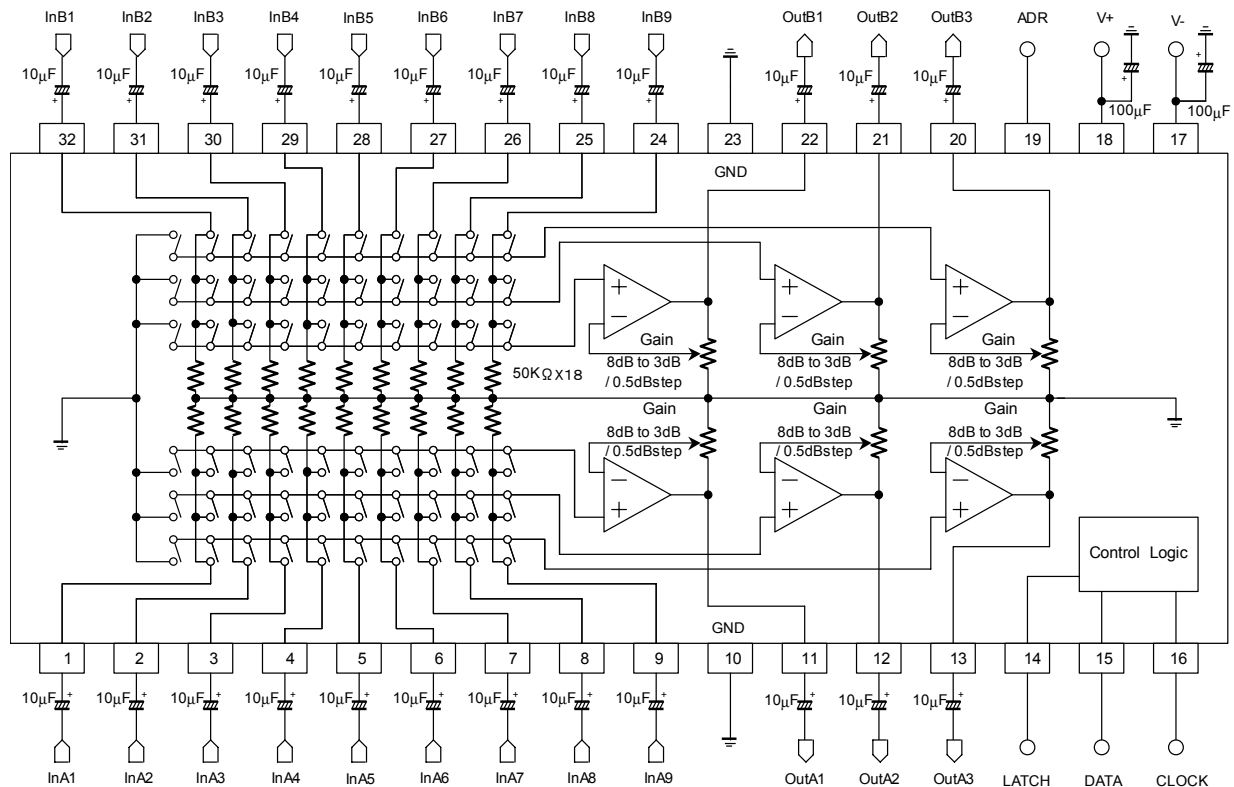 InB1 InB2 InB3 InB4 InB5 InB6 InB7 InB8 InB9 OutB1 OutB2 OutB3 ADR V+ V-
10µF 10µF 10µF 10µF 10µF 10µF 10µF 10µF 10µF 10µF 10µF 10µF
+ + + + + + + + + + + + + +
100µF 100µF
32 31 30 29 28 27 26 25 24 23 22 21 20 19 18 17
GND
+ + +
− − −
Gain Gain Gain
8dB to 3dB 8dB to 3dB 8dB to 3dB
/ 0.5dBstep / 0.5dBstep / 0.5dBstep
50KΩX18
Gain Gain Gain
8dB to 3dB 8dB to 3dB 8dB to 3dB
/ 0.5dBstep / 0.5dBstep / 0.5dBstep
− − −
+ + +
Control Logic
GND
1 2 3 4 5 6 7 8 9 10 11 12 13 14 15 16
+ + + + + + + + + + + +
10µF 10µF 10µF 10µF 10µF 10µF 10µF 10µF 10µF 10µF 10µF 10µF
InA1 InA2 InA3 InA4 InA5 InA6 InA7 InA8 InA9 OutA1 OutA2 OutA3 LATCH DATA CLOCK